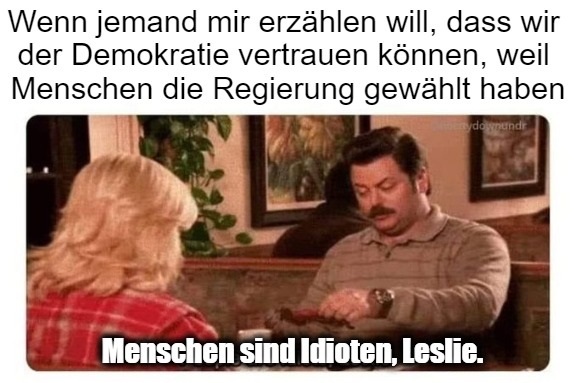 Wenn jemand mir erzählen will, dass wir
der Demokratie vertrauen können, weil
Menschen die Regierung gewählt haben
Menschen sind Idioten, Leslie.